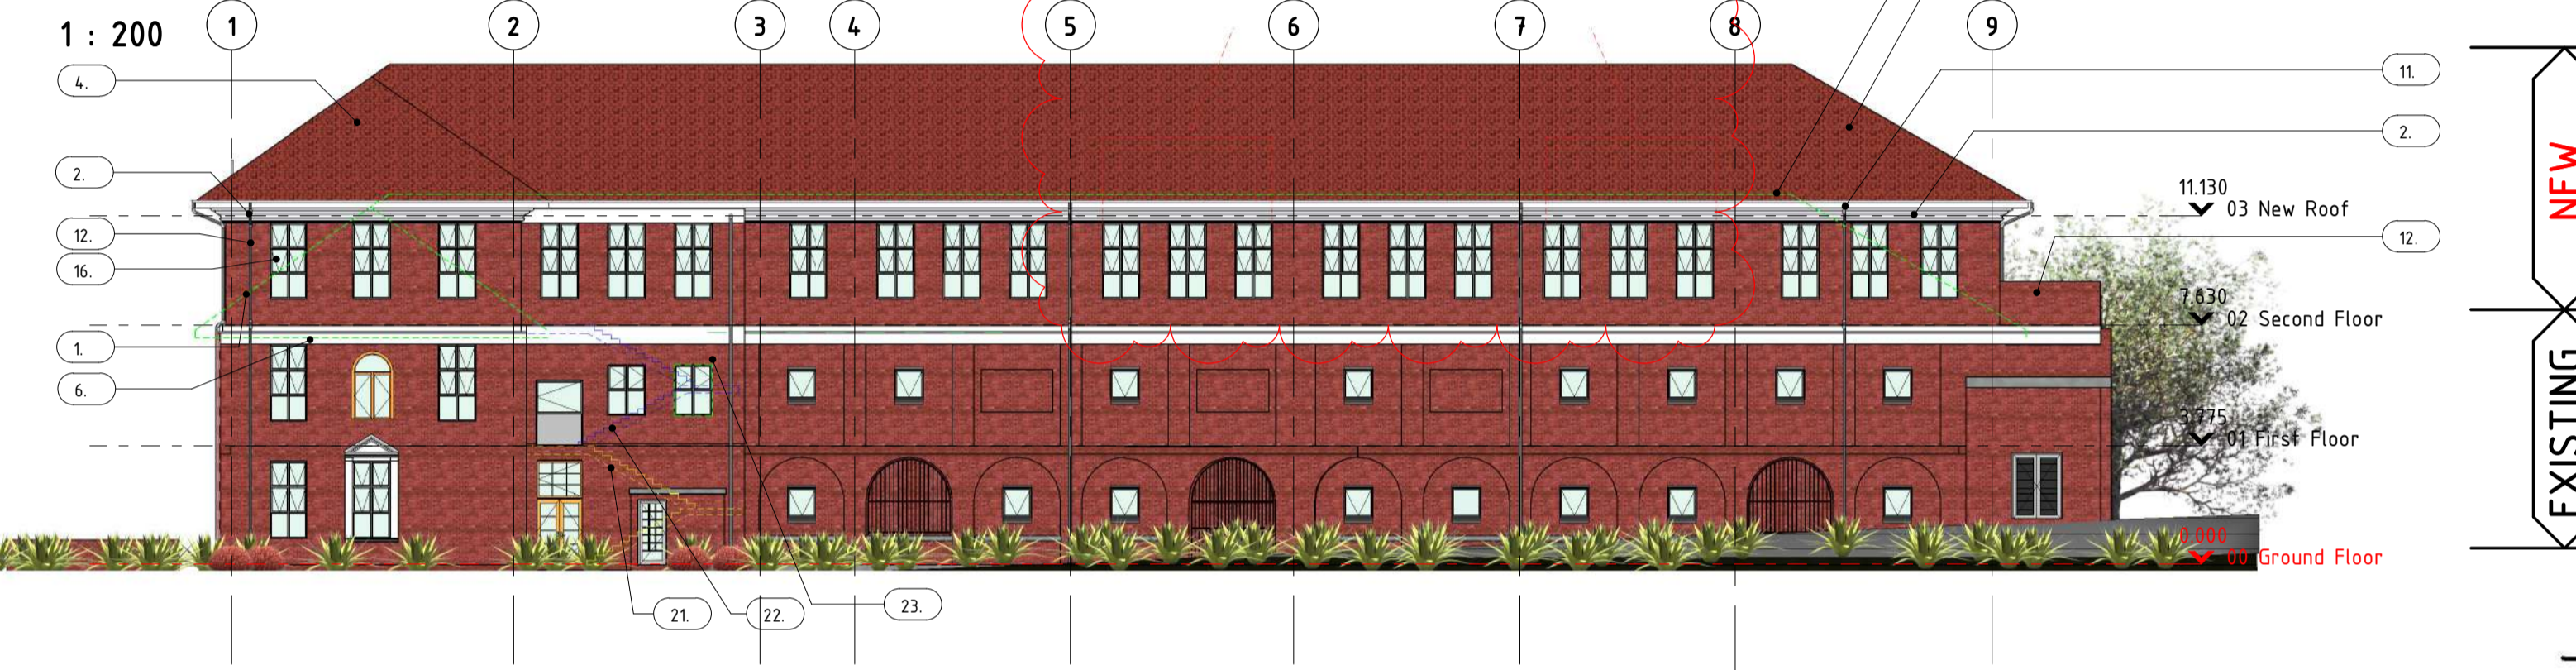 1 : 200
1 2 3 4 5 6 7 8 9
4.
11.
2.
2.
11.130
03 New Roof
12.
12.
16.
7.630
02 Second Floor
1.
6.
3.775
01 First Floor
0.000
00 Ground Floor
21.
22.
23.
NEW
EXISTING